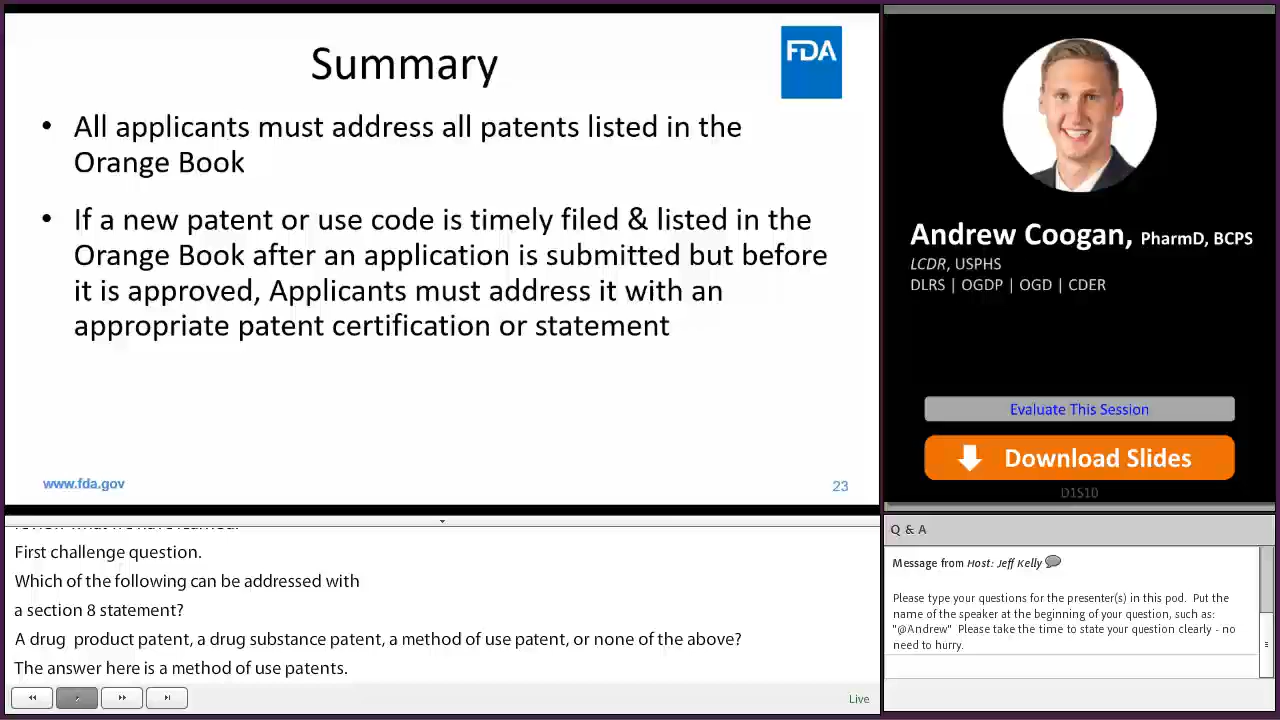 Summary
FDA
• All applicants must address all patents listed in the
Orange Book
• If a new patent or use code is timely filed & listed in the
Orange Book after an application is submitted but before
it is approved, Applicants must address it with an
appropriate patent certification or statement
www.fda.gov
23
Andrew Coogan, PharmD, BCPS
LCDR, USPHS
DLRS | OGDP | OGD | CDER
Evaluate This Session
Download Slides
D1S10
First challenge question.
Which of the following can be addressed with
a section 8 statement?
A drug product patent, a drug substance patent, a method of use patent, or none of the above?
The answer here is a method of use patents.
Live
Q & A
Message from Host: Jeff Kelly
Please type your questions for the presenter(s) in this pod. Put the
name of the speaker at the beginning of your question, such as:
"@Andrew" Please take the time to state your question clearly - no
need to hurry.